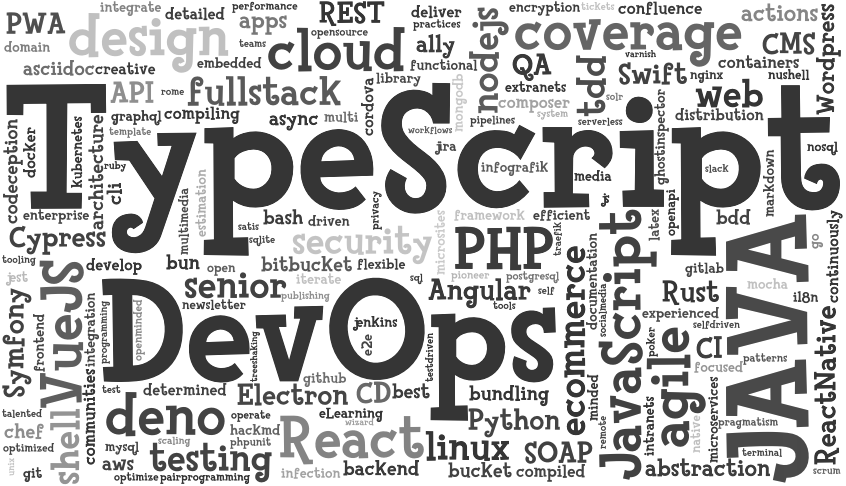 integrate
detailed
performance
REST
deliver
practices
encryption
tickets
confluence
actions
Wordpress
PWA
domain
design
apps
teams
opensource
cloud
ally
functional
nodejs
coverage
CMS
asciidoc
creative
embedded
library
QA
extranets
tdd
Swift
varnish
nginx
containers
nushell
API
rome
fullstack
cordova
mongodb
composer
system
solr
web
graphql
compiling
async
multi
workflows
pipelines
serverless
ghostinspector
distribution
codeception
docker
kubernetes
architecture
template
TypeScript
jra
infografik
media
slack
markdown
nosql
ruby
cli
js
enterprise
multimedia
estimation
satis
sqlite
bash
driven
privacy
framework
efficient
latex
openapi
bdd
go
continuously
Cypress
security
microsites
PHP
traefik
tooling
jest
develop
bun
open
bitbucket
flexible
sql
pioneer
postgresql
documentation
JavaScript
gitlab
JAVA
VueJS
senior
iterate
publishing
Angular
self
tools
ecommerce
socialmedia
Rust
mocha
i18n
Symfony
frontend
integration
programming
openminded
newsletter
DevOps
jenkins
e2e
treeshaking
testdriven
experienced
selfdriven
poker
agile
CI
focused
patterns
ReactNative
communities
test
determined
github
Electron
CD
best
bundling
minded
microservices
pragmatism
talented
chef
shell
deno
operate
eLearning
wizard
Python
remote
intranets
native
optimized
mysql
scaling
hackmd
phpunit
React
linux
SOAP
terminal
unix
git
aws
testing
optimize
pairprogramming
infection
backend
bucket
compiled
abstraction
scrum